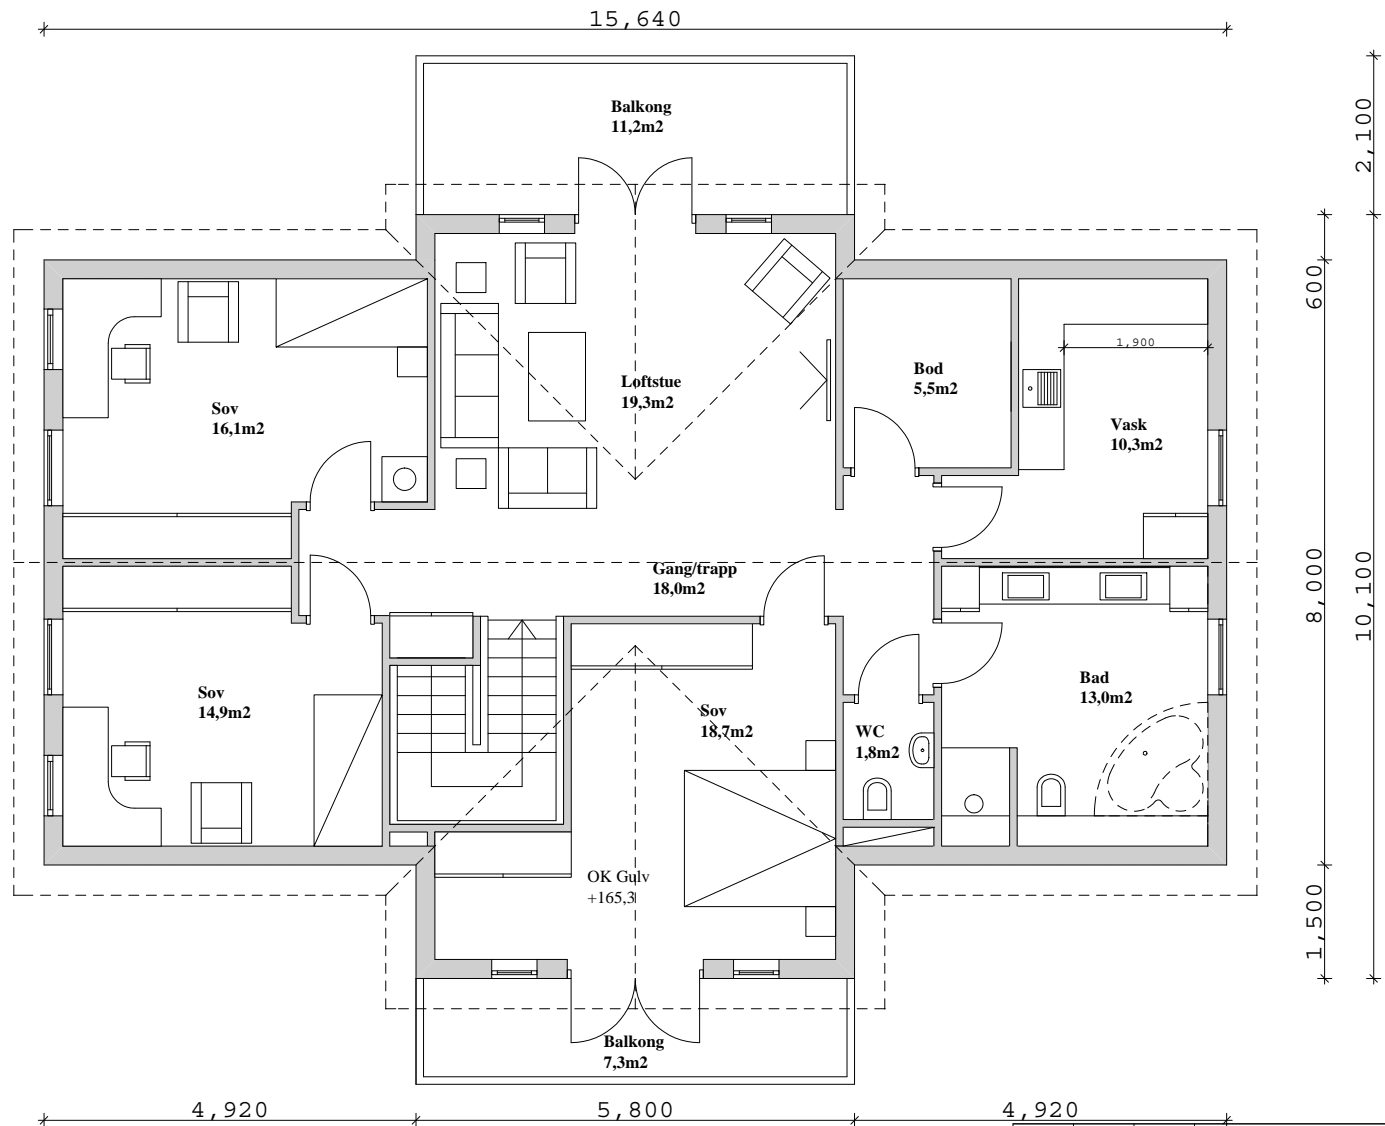 15,640
Balkong
11,2m2
2,100
600
1,900
Bod
5,5m2
Loftstue
19,3m2
Sov
16,1m2
Vask
10,3m2
Gang/trapp
18,0m2
8,000
10,100
Sov
14,9m2
Sov
18,7m2
WC
1,8m2
Bad
13,0m2
OK Gulv
+165,3
1,500
Balkong
7,3m2
4,920
5,800
4,920